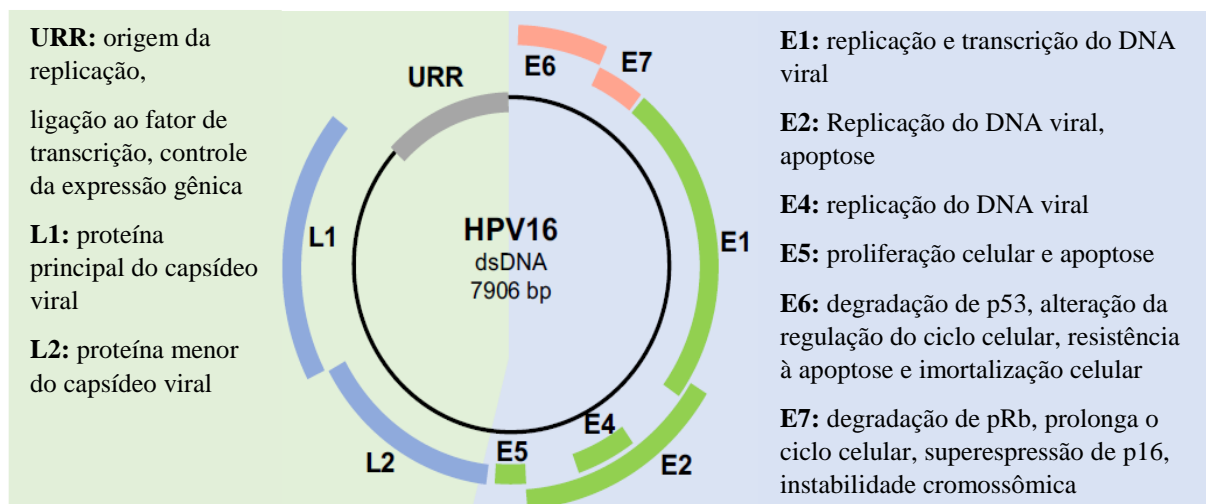 URR: origem da
replicação,
ligação ao fator de
transcrição, controle
da expressão gênica
L1: proteína
principal do capsídeo
viral
L2: proteína menor
do capsídeo viral
URR
E6
E7
L1
HPV16
dsDNA
7906 bp
E1
E4
E5
L2
E2
E1: replicação e transcrição do DNA
viral
E2: Replicação do DNA viral,
apoptose
E4: replicação do DNA viral
E5: proliferação celular e apoptose
E6: degradação de p53, alteração da
regulação do ciclo celular, resistência
à apoptose e imortalização celular
E7: degradação de pRb, prolonga o
ciclo celular, superespressão de p16,
instabilidade cromossômica